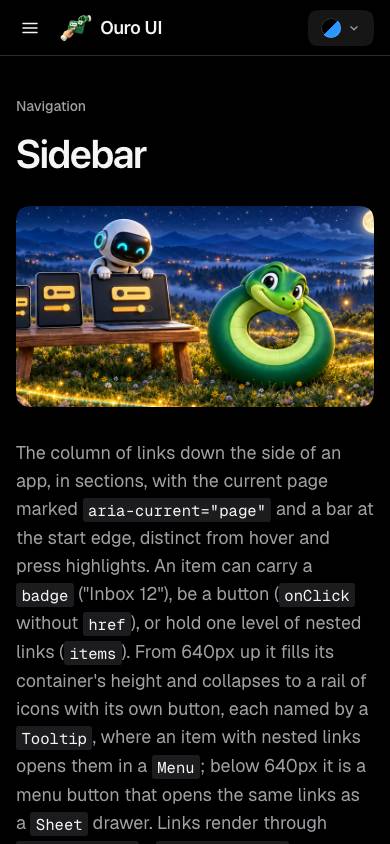 Ouro UI
Navigation
Sidebar
The column of links down the side of an
app, in sections, with the current page
marked aria-current="page" and a bar at
the start edge, distinct from hover and
press highlights. An item can carry a
badge ("Inbox 12"), be a button (onClick
without href), or hold one level of nested
links (items). From 640px up it fills its
container's height and collapses to a rail of
icons with its own button, each named by a
Tooltip, where an item with nested links
opens them in a Menu; below 640px it is a
menu button that opens the same links as
a Sheet drawer. Links render through